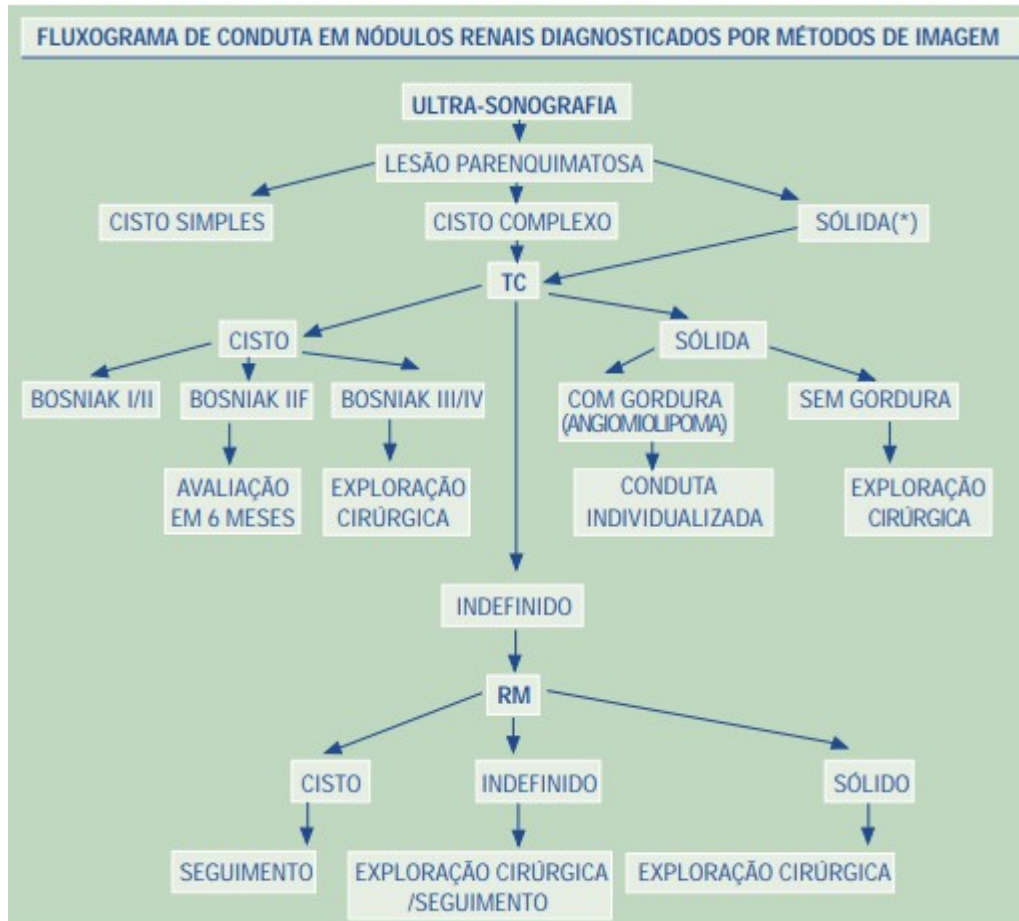 FLUXOGRAMA DE CONDUTA EM NÓDULOS RENAIS DIAGNOSTICADOS POR MÉTODOS DE IMAGEM
ULTRA-SONOGRAFIA
LESÃO PARENQUIMATOSA
CISTO SIMPLES
CISTO COMPLEXO
SÓLIDA(*)
TC
CISTO
SÓLIDA
BOSNIAK I/II
BOSNIAK IIF
BOSNIAK III/IV
COM GORDURA
(ANGIOMIOLIPOMA)
SEM GORDURA
AVALIAÇÃO
EM 6 MESES
EXPLORAÇÃO
CIRÚRGICA
CONDUTA
INDIVIDUALIZADA
EXPLORAÇÃO
CIRÚRGICA
INDEFINIDO
RM
CISTO
INDEFINIDO
SÓLIDO
SEGUIMENTO
EXPLORAÇÃO CIRÚRGICA
/SEGUIMENTO
EXPLORAÇÃO CIRÚRGICA